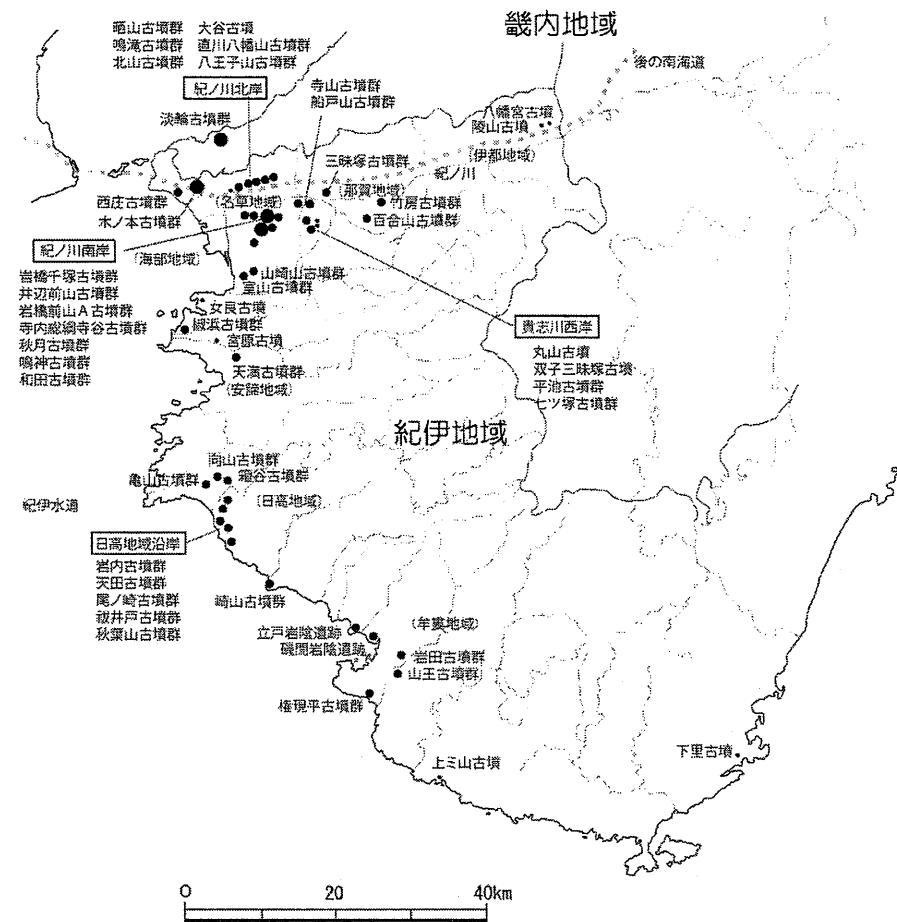 畿内地域
晒山古墳群 大谷古墳
鳴滝古墳群 直川八幡山古墳群
北山古墳群 八王子山古墳群
紀ノ川北岸
寺山古墳群
船戸山古墳群
後の南海道
淡輪古墳群
八幡宮古墳
陵山古墳
(伊都地域)
三昧塚古墳群
紀ノ川
(那賀地域)
西庄古墳群
(名草地域)
竹房古墳群
木ノ本古墳群
百合山古墳群
紀ノ川南岸
(海部地域)
岩橋千塚古墳群
井辺前山古墳群
岩橋前山A古墳群
寺内総綱寺谷古墳群
秋月古墳
鳴神古墳群
和田古墳群
山崎山古墳群
室山古墳群
女良古墳
椒浜古墳群
宮原古墳
天満古墳群
(安諦地域)
貴志川西岸
丸山古墳
双子三昧塚古墳
平池古墳群
七ツ塚古墳群
紀伊地域
向山古墳群
亀山古墳群
箱谷古墳群
(日高地域)
紀伊水道
日高地域沿岸
岩内古墳群
天田古墳群
尾ノ崎古墳群
祓井戸古墳群
秋葉山古墳群
崎山古墳群
立戸岩陰遺跡
磯間岩陰遺跡
(牟婁地域)
岩田古墳群
山王古墳群
権現平古墳群
上ミ山古墳
下里古墳
0 20 40km